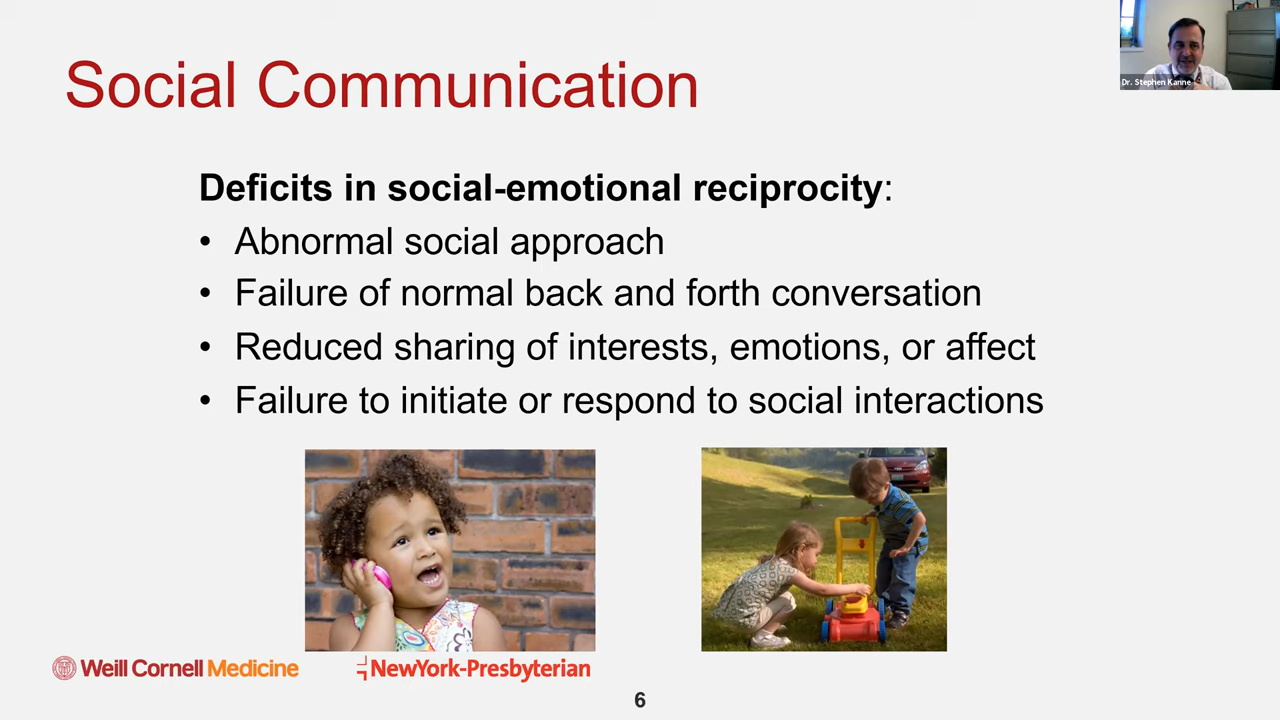 Social Communication
Dr. Stephen Kanne
Deficits in social-emotional reciprocity:
• Abnormal social approach
• Failure of normal back and forth conversation
• Reduced sharing of interests, emotions, or affect
• Failure to initiate or respond to social interactions
Weill Cornell Medicine
NewYork-Presbyterian
6